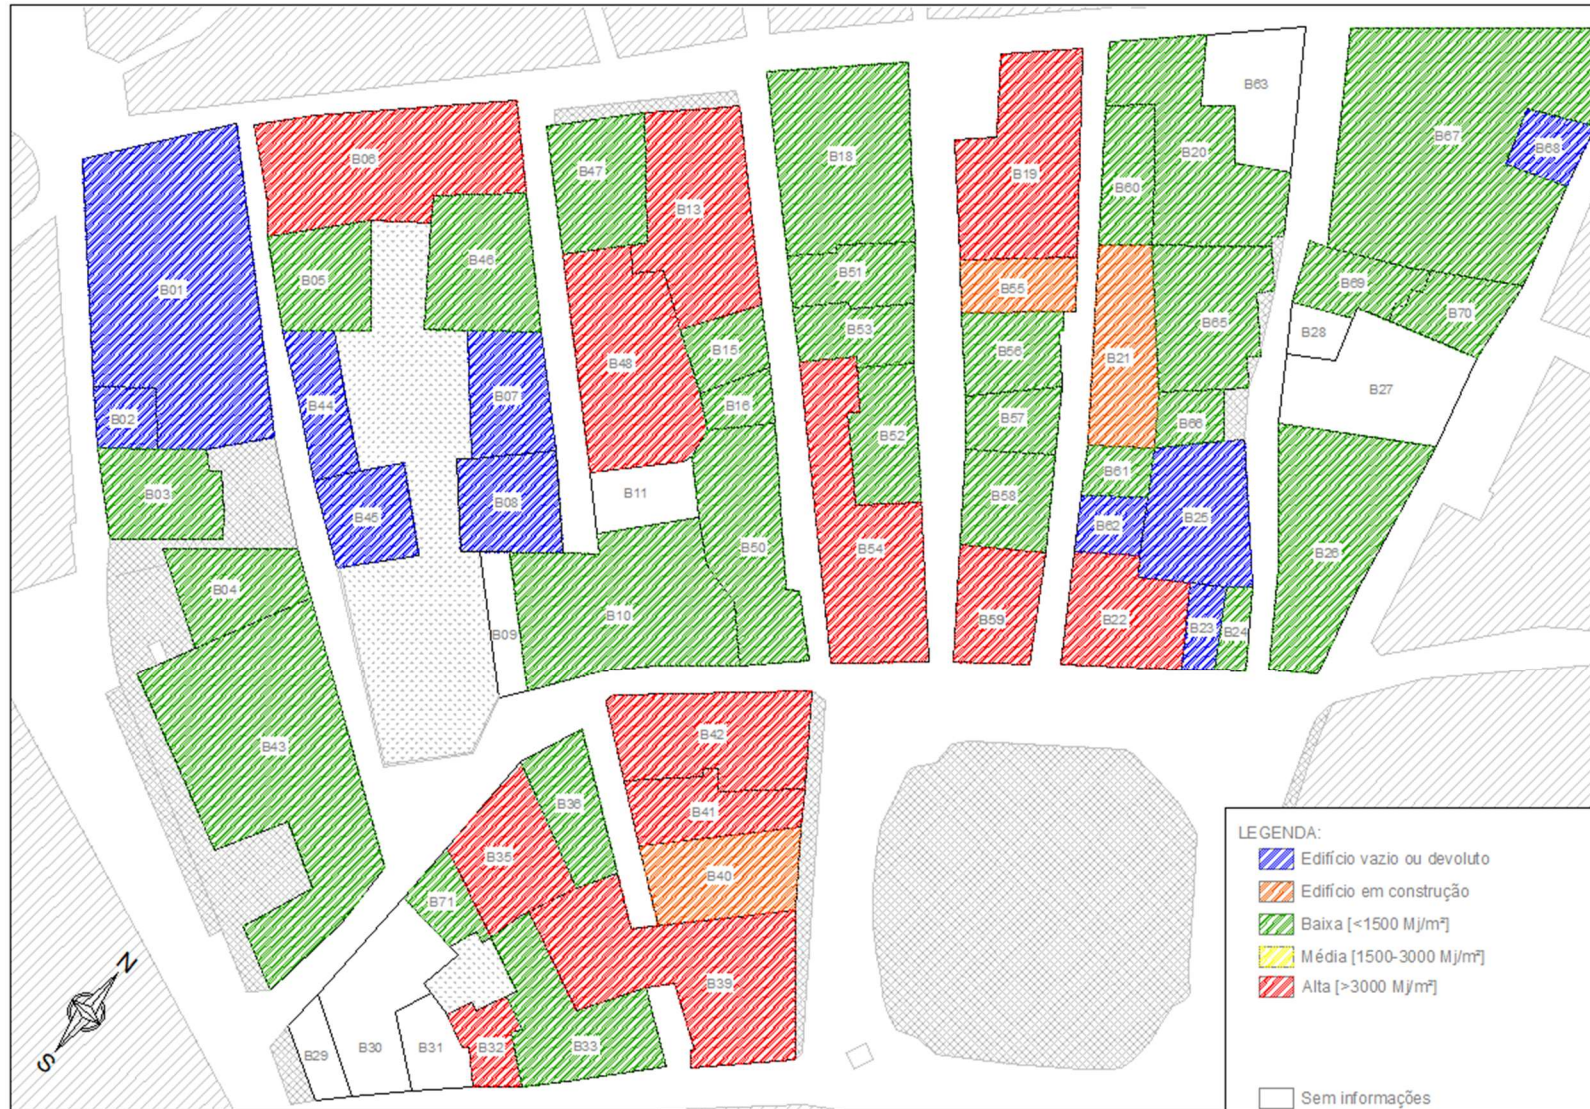 B63
B67
B68
B18
B20
B06
B47
B19
B60
B13
B01
B46
B05
B51
B55
B69
B70
B53
B65
B28
B15
B56
B48
B21
B27
B07
B44
B16
B57
B02
B66
B52
B61
B03
B11
B58
B08
B45
B62
B25
B50
B54
B26
B04
B10
B09
B59
B22
B23
B24
B42
B43
B36
B41
B35
B40
B71
B39
B29
B30
B31
B32
B33
N
S
LEGENDA:
Edifício vazio ou devoluto
Edifício em construção
Baixa [<1500 Mj/m²]
Média [1500-3000 Mj/m²]
Alta [>3000 Mj/m²]
Sem informações